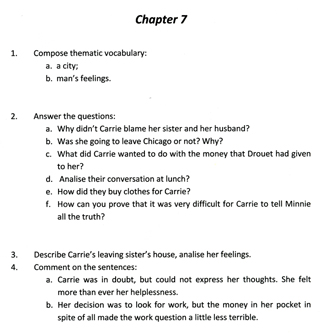 Chapter 7
1. Compose thematic vocabulary:
a. a city;
b. man's feelings.
2. Answer the questions:
a. Why didn't Carrie blame her sister and her husband?
b. Was she going to leave Chicago or not? Why?
c. What did Carrie wanted to do with the money that Drouet had given
to her?
d. Analise their conversation at lunch?
e. How did they buy clothes for Carrie?
f. How can you prove that it was very difficult for Carrie to tell Minnie
all the truth?
3. Describe Carrie's leaving sister's house, analise her feelings.
4. Comment on the sentences:
a. Carrie was in doubt, but could not express her thoughts. She felt
more than ever her helplessness.
b. Her decision was to look for work, but the money in her pocket in
spite of all made the work question a little less terrible.